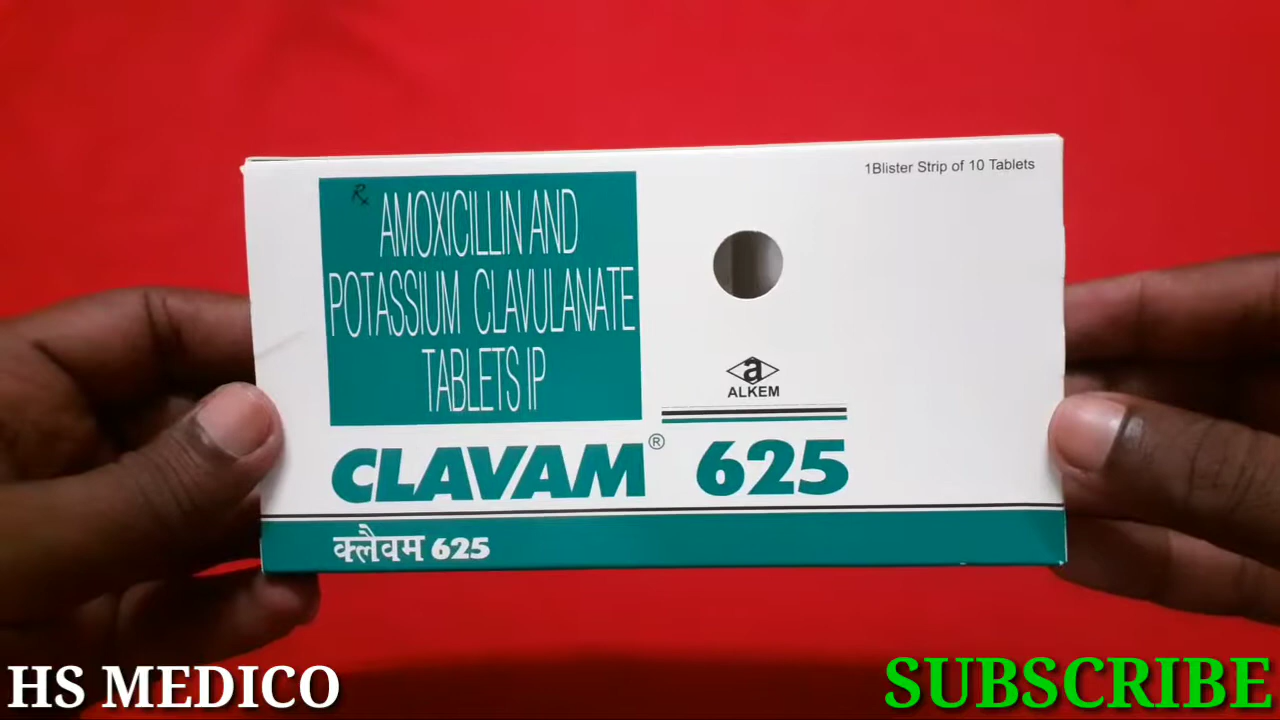 1Blister Strip of 10 Tablets
Rx
AMOXICILLIN AND
POTASSIUM CLAVULANATE
TABLETS IP
a
ALKEM
CLAVAM® 625
क्लैवम 625
HS MEDICO
SUBSCRIBE